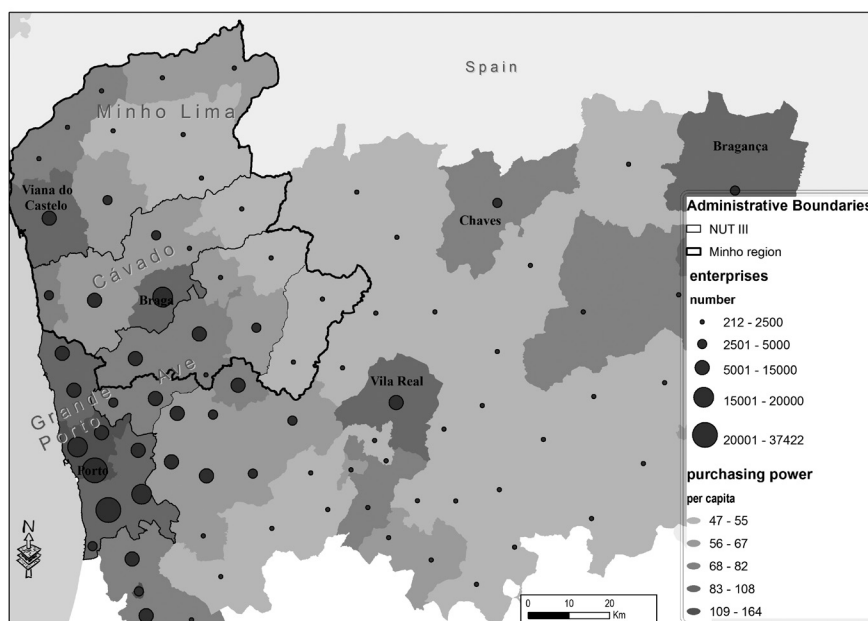 Spain
Minho Lima
Bragança
Viana do
Castelo
Chaves
Administrative Boundaries
NUT III
Minho region
Cávado
Braga
enterprises
number
212 - 2500
2501 - 5000
5001 - 15000
15001 - 20000
20001 - 37422
Ave
Vila Real
Grande
Porto
Porto
purchasing power
per capita
47 - 55
56 - 67
68 - 82
83 - 108
109 - 164
N
0 10 20
Km